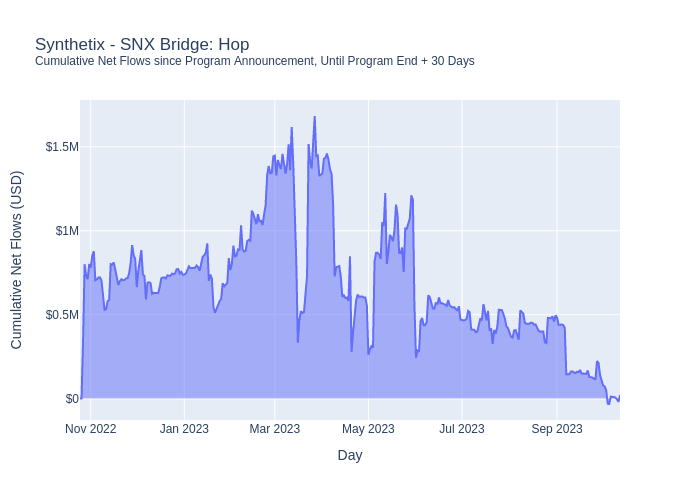 Synthetix - SNX Bridge: Hop
Cumulative Net Flows since Program Announcement, Until Program End + 30 Days
Cumulative Net Flows (USD)
$1.5M
$1M
$0.5M
$0
Nov 2022
Jan 2023
Mar 2023
May 2023
Jul 2023
Sep 2023
Day